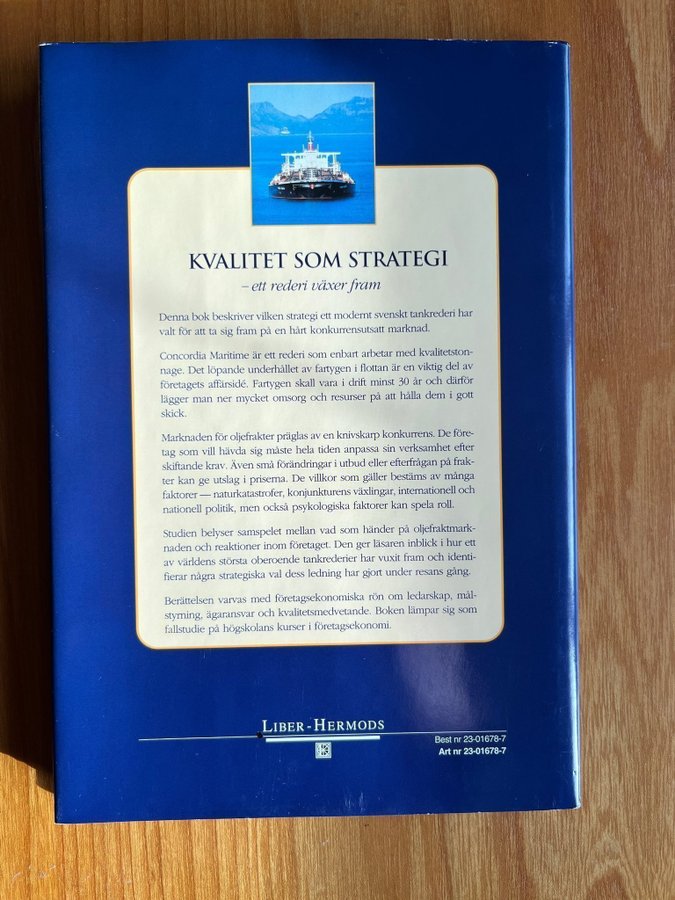 KVALITET SOM STRATEGI
– ett rederi växer fram
Denna bok beskriver vilken strategi ett modernt svenskt tankrederi har
valt för att ta sig fram på en hårt konkurrensutsatt marknad.
Concordia Maritime är ett rederi som enbart arbetar med kvalitetston-
nage. Det löpande underhållet av fartygen i flottan är en viktig del av
företagets affärsidé. Fartygen skall vara i drift minst 30 år och därför
lägger man ner mycket omsorg och resurser på att hålla dem i gott
skick.
Marknaden för oljefrakter präglas av en knivskarp konkurrens. De före-
tag som vill hävda sig måste hela tiden anpassa sin verksamhet efter
skiftande krav. Även små förändringar i utbud eller efterfrågan på frak-
ter kan ge utslag i priserna. De villkor som gäller bestäms av många
faktorer — naturkatastrofer, konjunkturens växlingar, internationell och
nationell politik, men också psykologiska faktorer kan spela roll.
Studien belyser samspelet mellan vad som händer på oljefraktmark-
naden och reaktioner inom företaget. Den ger läsaren inblick i hur ett
av världens största oberoende tankrederier har vuxit fram och identi-
fierar några strategiska val dess ledning har gjort under resans gång.
Berättelsen varvas med företagsekonomiska rön om ledarskap, mål-
styrning, ägaransvar och kvalitetsmedvetande. Boken lämpar sig som
fallstudie på högskolans kurser i företagsekonomi.
LIBER-HERMODS
Best nr 23-01678-7
Art nr 23-01678-7